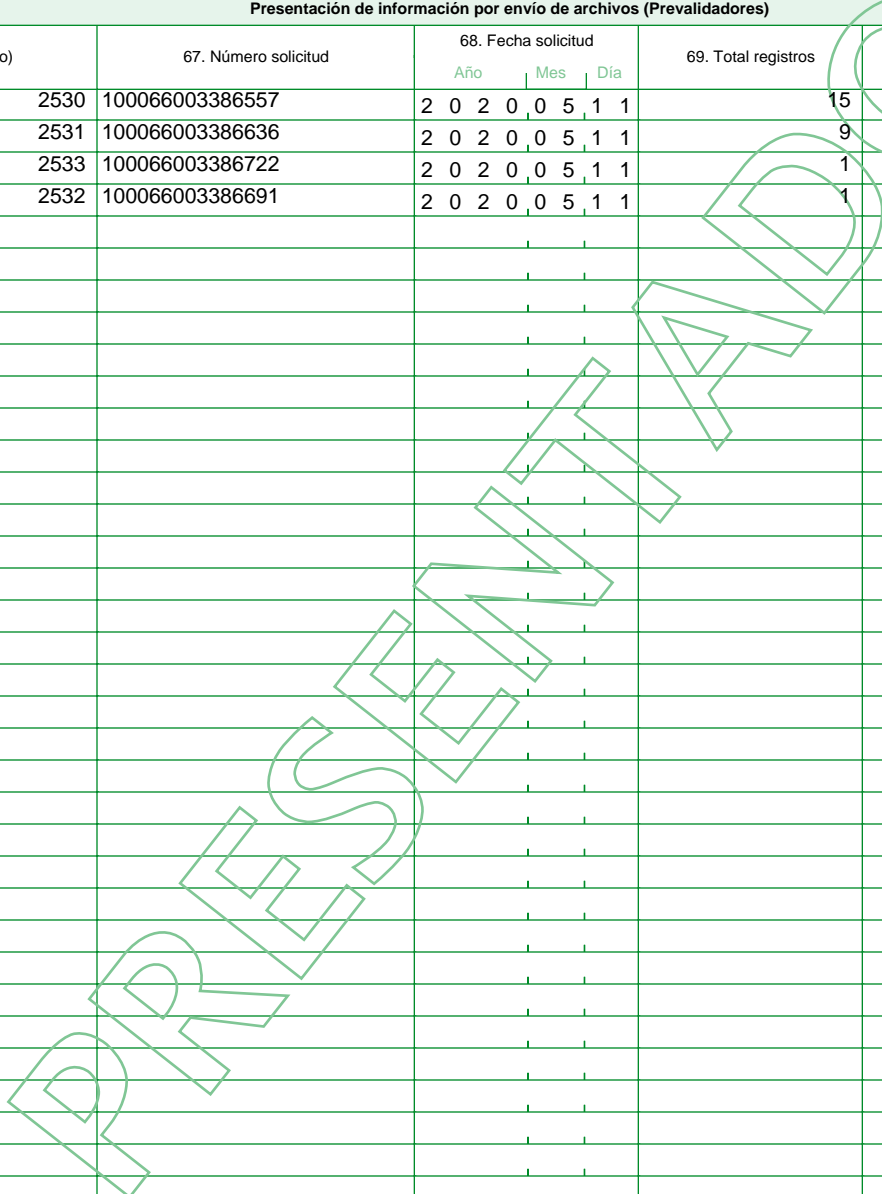 Presentación de información por envío de archivos (Prevalidadores)
o) 67. Número solicitud 68. Fecha solicitud 69. Total registros
Año Mes Día
2530 100066003386557 2 0 2 0 0 5 1 1 15
2531 100066003386636 2 0 2 0 0 5 1 1 9
2533 100066003386722 2 0 2 0 0 5 1 1 1
2532 100066003386691 2 0 2 0 0 5 1 1 1
PRESENTADO